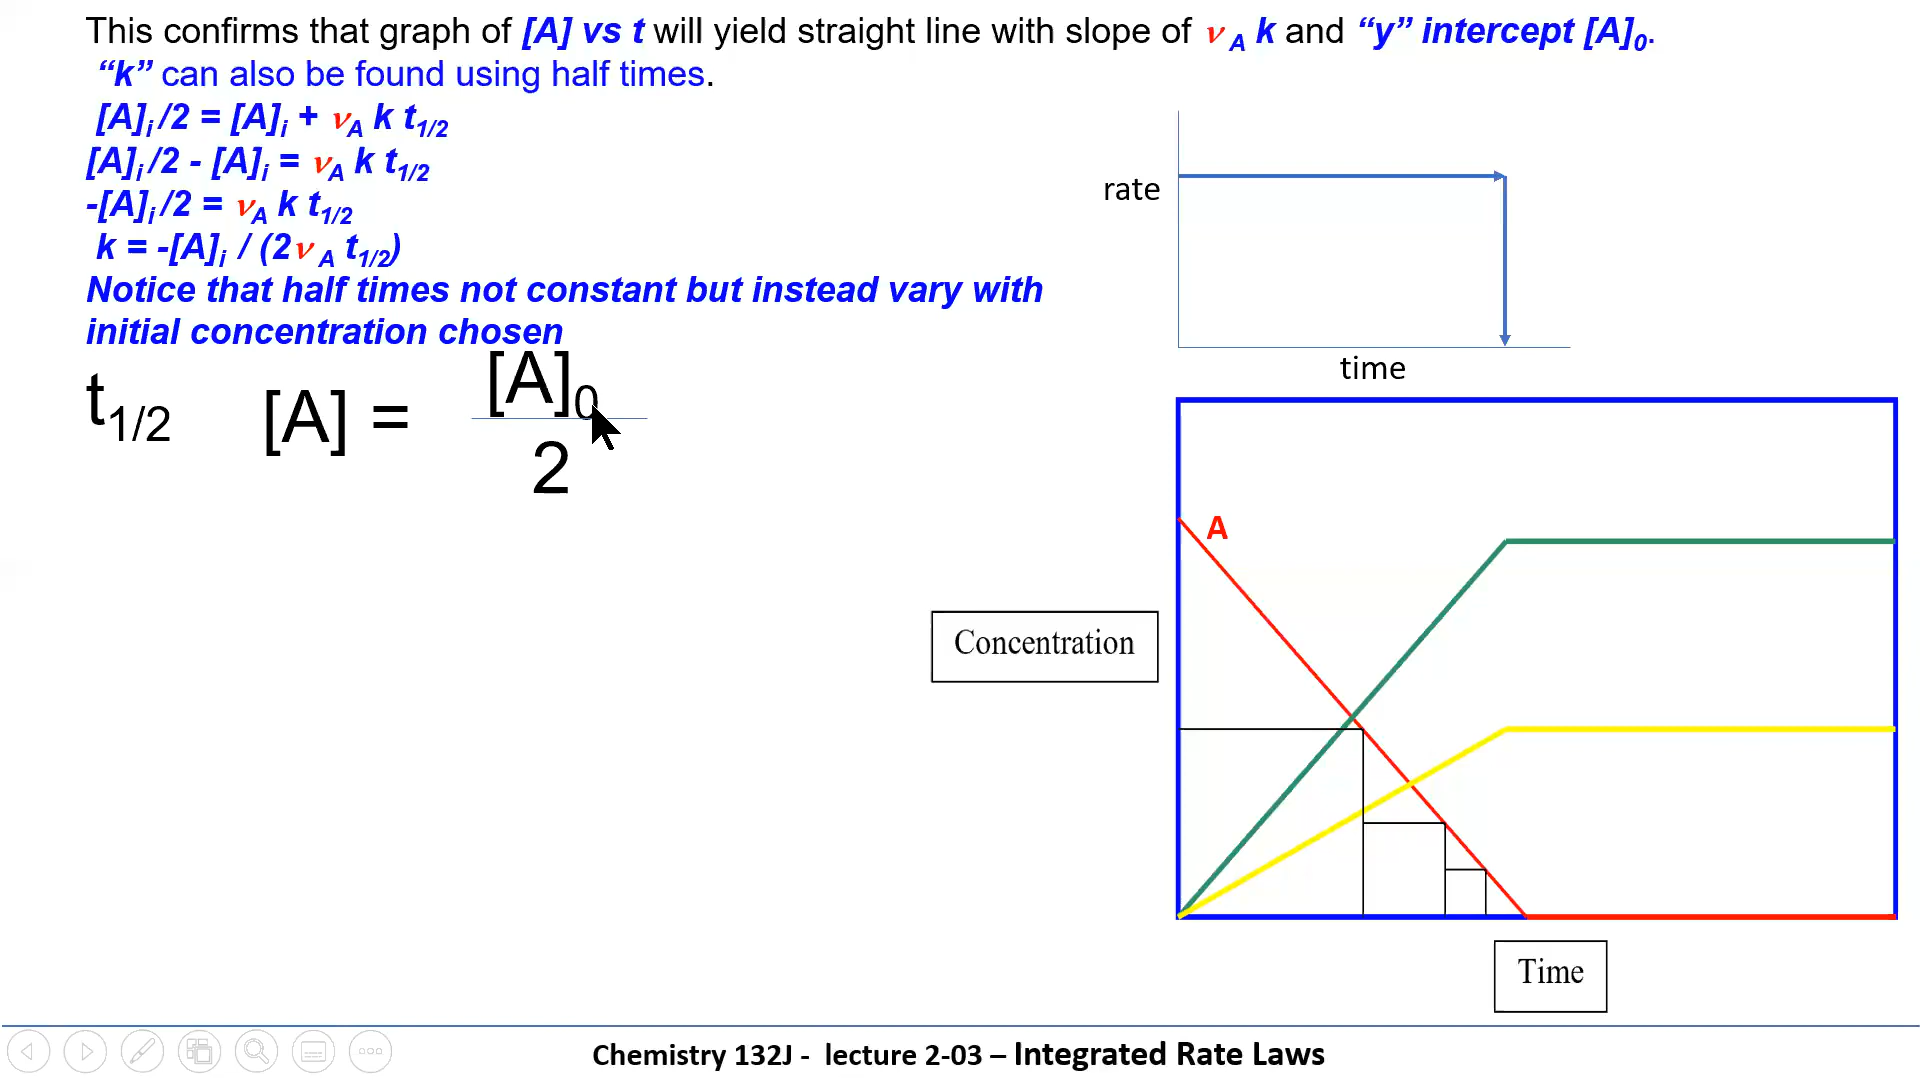 This confirms that graph of [A] vs t will yield straight line with slope of ν A k and “y” intercept [A]0.
“k” can also be found using half times.
[A]i /2 = [A]i + νA k t1/2
[A]i /2 - [A]i = νA k t1/2
-[A]i /2 = νA k t1/2
k = -[A]i / (2ν A t1/2)
Notice that half times not constant but instead vary with
initial concentration chosen
t1/2 [A] = [A]0
2
rate
time
A
Concentration
Time
Chemistry 132J - lecture 2-03 – Integrated Rate Laws